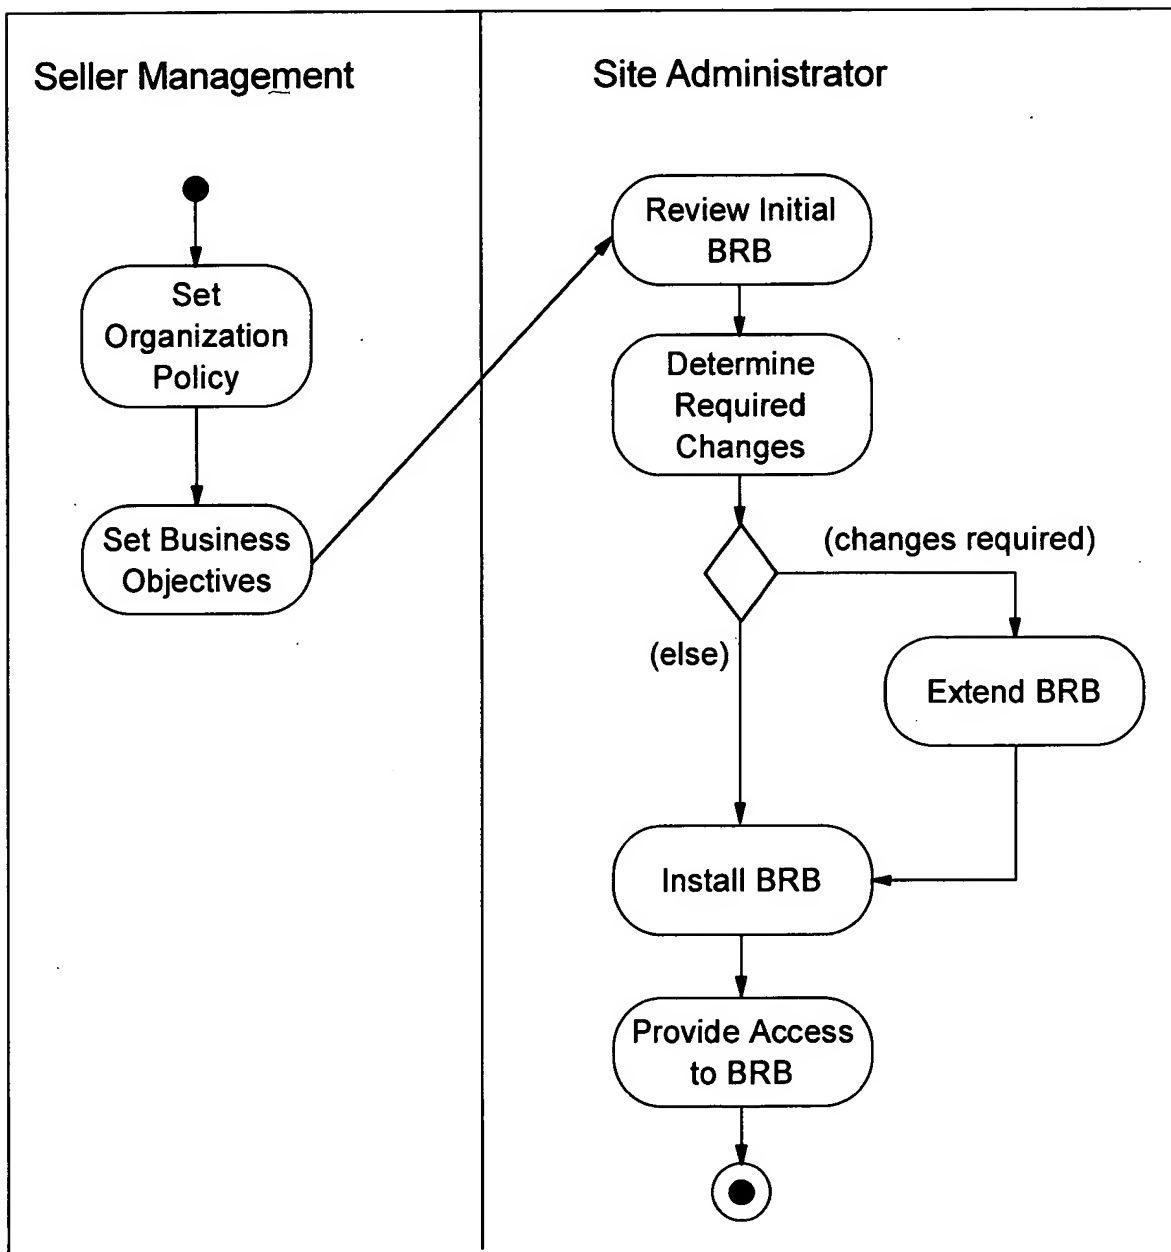 Seller Management
Site Administrator
Set
Organization
Policy
Set Business
Objectives
Review Initial
BRB
Determine
Required
Changes
(changes required)
(else)
Extend BRB
Install BRB
Provide Access
to BRB